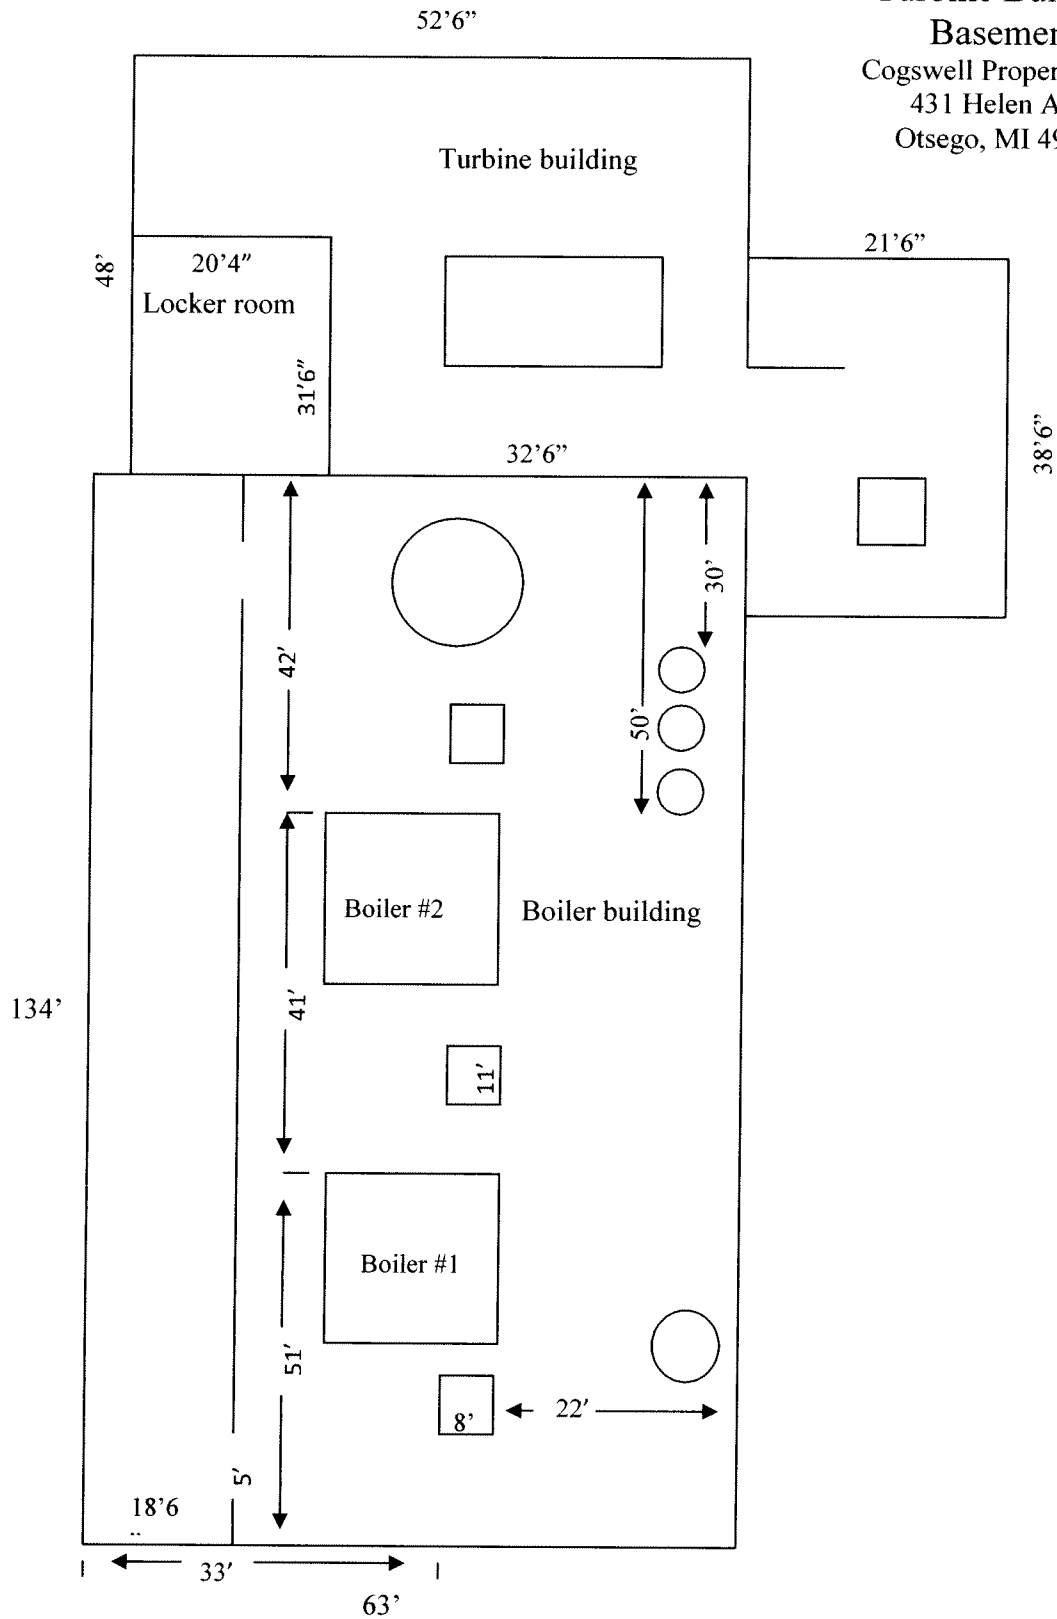 52'6”
Basemen
Cogswell Proper
431 Helen A
Otsego, MI 49
Turbine building
21'6”
48'
20'4"
Locker room
31'6"
32'6”
38'6”
30'
42'
50'
Boiler #2
Boiler building
134'
41'
11'
Boiler #1
51'
22'
8'
5'
18'6
"
33'
63'